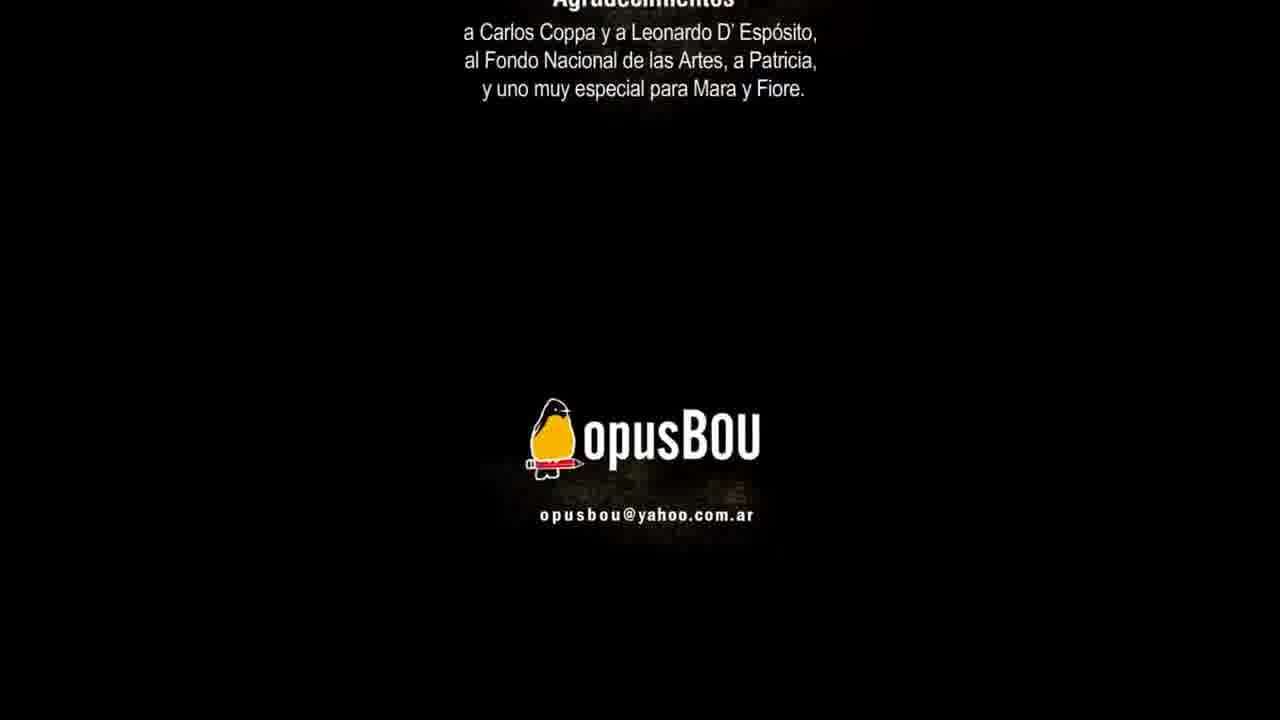 Agradecimientos
a Carlos Coppa y a Leonardo D' Espósito,
al Fondo Nacional de las Artes, a Patricia,
y uno muy especial para Mara y Fiore.
opusBOU
opusbou@yahoo.com.ar